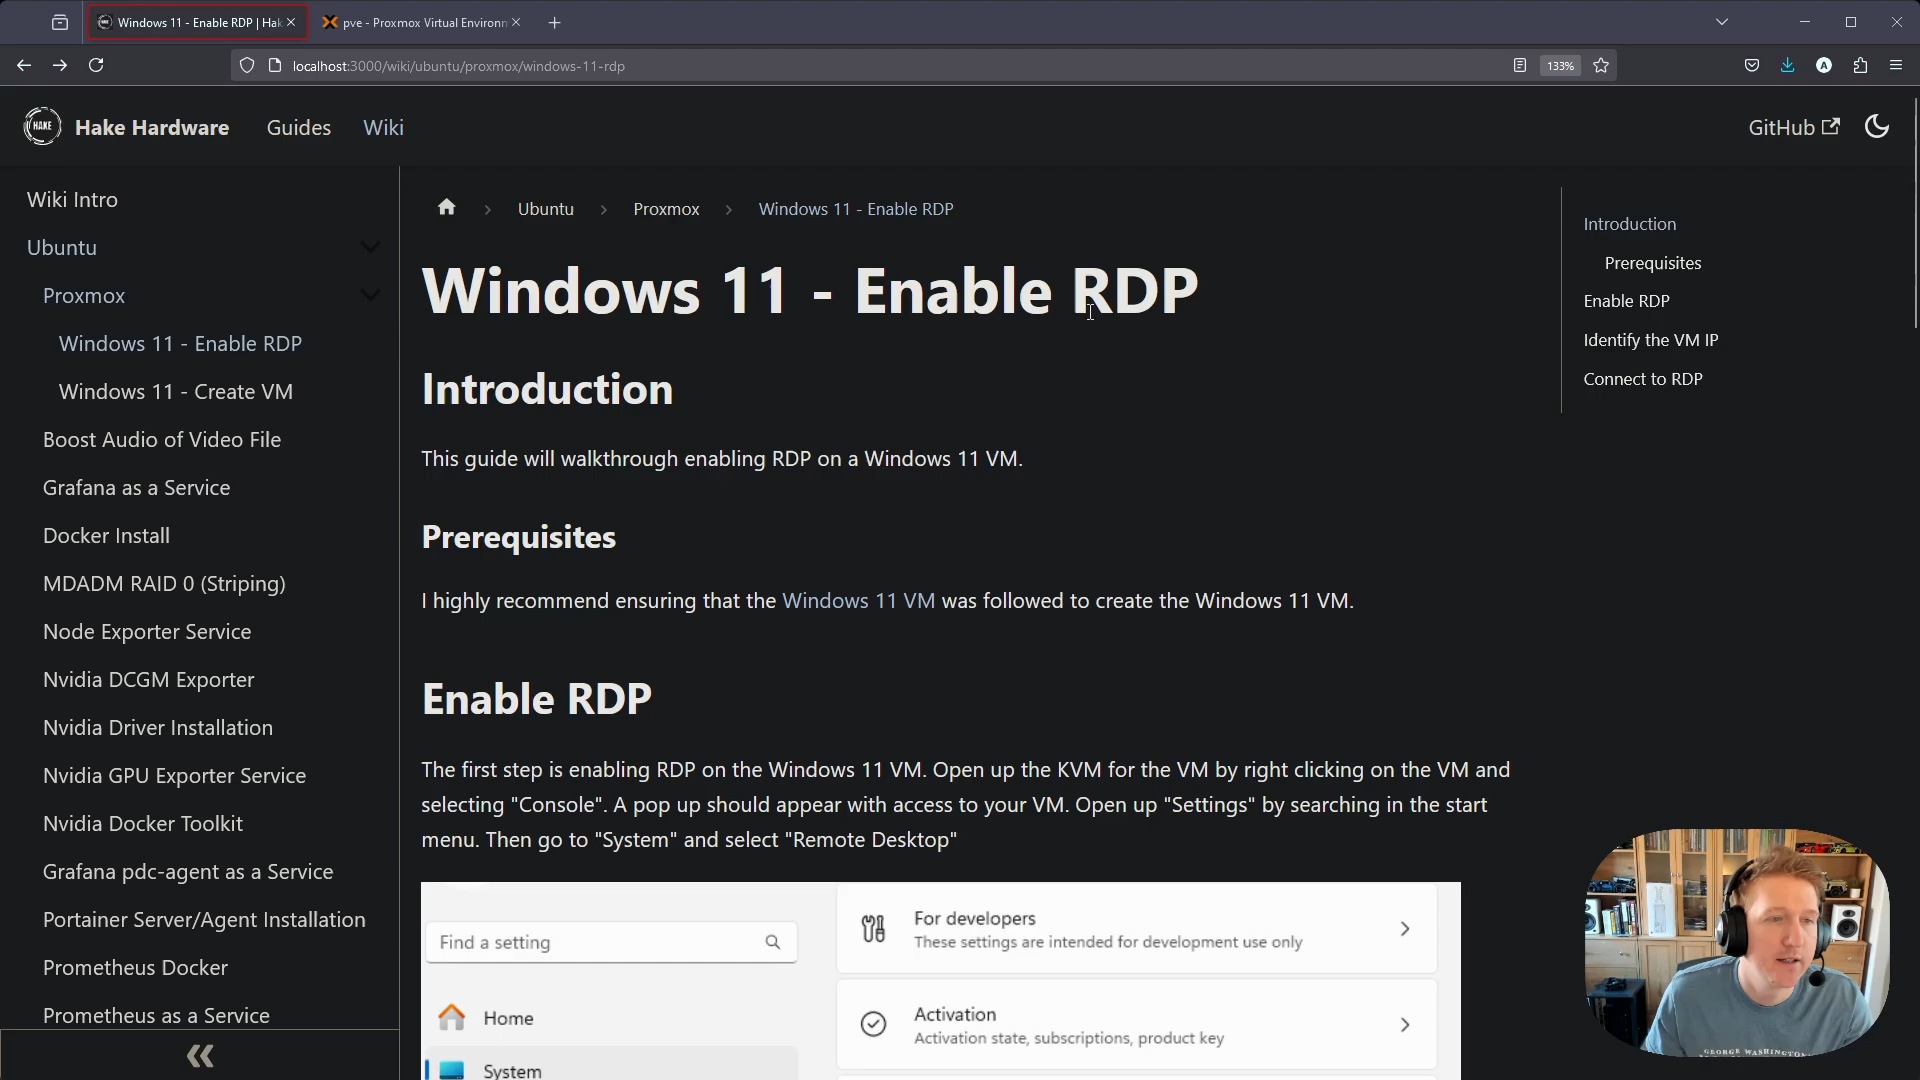 Windows 11 - Enable RDP | Hak
pve - Proxmox Virtual Environm
localhost:3000/wiki/ubuntu/proxmox/windows-11-rdp
133%
A
HAKE
Hake Hardware
Guides
Wiki
GitHub
Wiki Intro
Ubuntu
Proxmox
Windows 11 - Enable RDP
Windows 11 - Create VM
Boost Audio of Video File
Grafana as a Service
Docker Install
MDADM RAID 0 (Striping)
Node Exporter Service
Nvidia DCGM Exporter
Nvidia Driver Installation
Nvidia GPU Exporter Service
Nvidia Docker Toolkit
Grafana pdc-agent as a Service
Portainer Server/Agent Installation
Prometheus Docker
Prometheus as a Service
Ubuntu
Proxmox
Windows 11 - Enable RDP
Windows 11 - Enable RDP
Introduction
This guide will walkthrough enabling RDP on a Windows 11 VM.
Prerequisites
I highly recommend ensuring that the Windows 11 VM was followed to create the Windows 11 VM.
Enable RDP
The first step is enabling RDP on the Windows 11 VM. Open up the KVM for the VM by right clicking on the VM and
selecting "Console". A pop up should appear with access to your VM. Open up "Settings" by searching in the start
menu. Then go to "System" and select "Remote Desktop"
Find a setting
Home
System
For developers
These settings are intended for development use only
Activation
Activation state, subscriptions, product key
Introduction
Prerequisites
Enable RDP
Identify the VM IP
Connect to RDP
GEORGE WASHINGTON